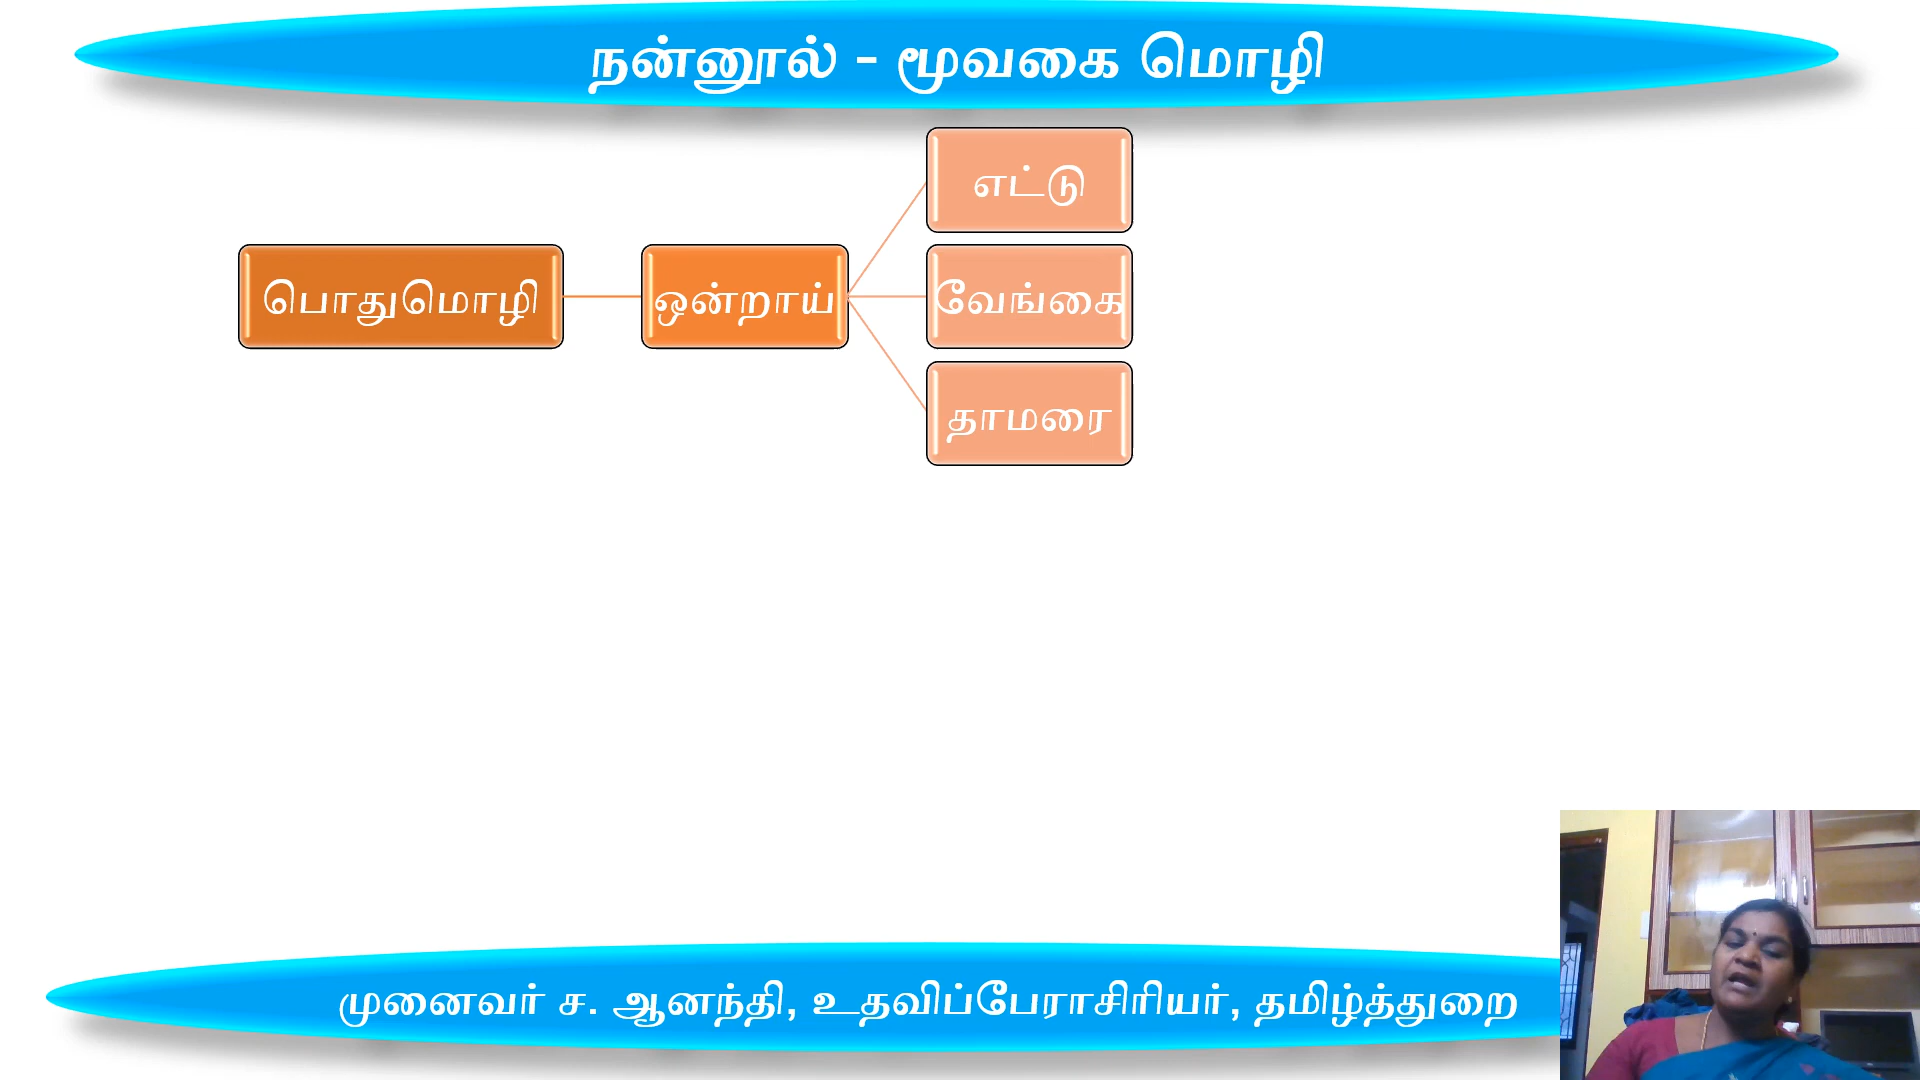 நன்னூல் - மூவகை மொழி
எட்டு
பொதுமொழி
ஒன்றாய்
வேங்கை
தாமரை
முனைவர் ச. ஆனந்தி, உதவிப்பேராசிரியர், தமிழ்த்துறை